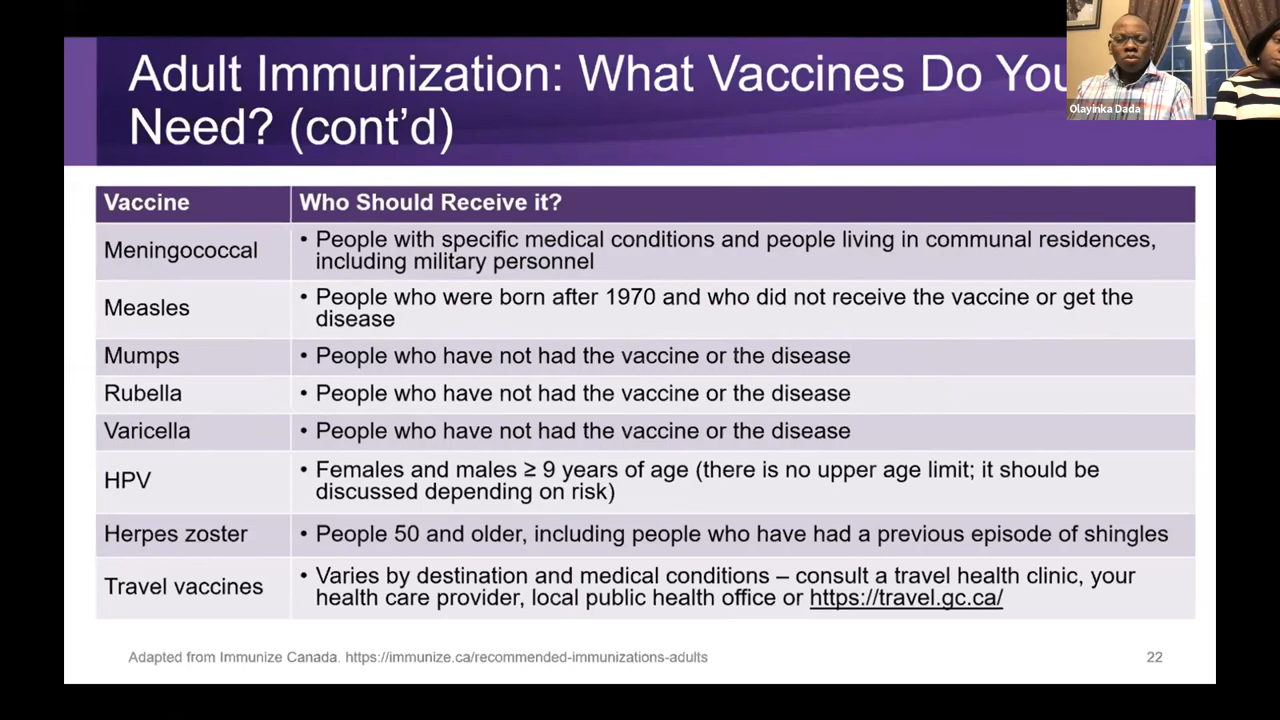 Adult Immunization: What Vaccines Do You
Need? (cont'd)
Olayinka Dada
Vaccine
Who Should Receive it?
Meningococcal
• People with specific medical conditions and people living in communal residences,
including military personnel
Measles
• People who were born after 1970 and who did not receive the vaccine or get the
disease
Mumps
• People who have not had the vaccine or the disease
Rubella
• People who have not had the vaccine or the disease
Varicella
• People who have not had the vaccine or the disease
HPV
• Females and males ≥ 9 years of age (there is no upper age limit; it should be
discussed depending on risk)
Herpes zoster
• People 50 and older, including people who have had a previous episode of shingles
Travel vaccines
• Varies by destination and medical conditions – consult a travel health clinic, your
health care provider, local public health office or https://travel.gc.ca/
Adapted from Immunize Canada. https://immunize.ca/recommended-immunizations-adults
22